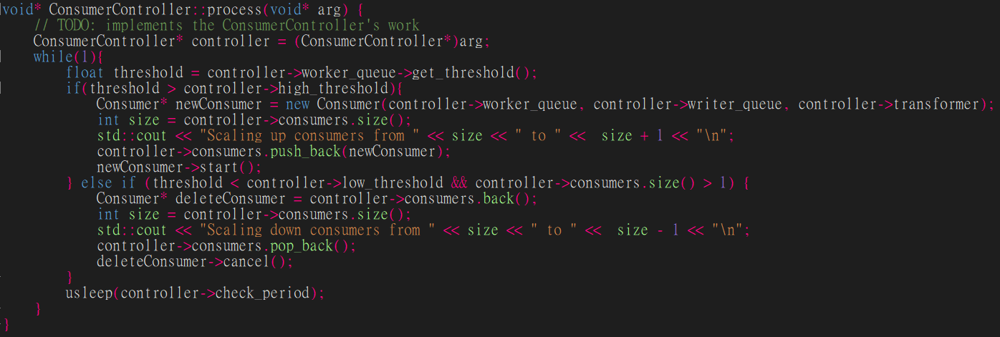 void* ConsumerController::process(void* arg) {
    // TODO: implements the ConsumerController's work
    ConsumerController* controller = (ConsumerController*)arg;
    while(1){
        float threshold = controller->worker_queue->get_threshold();
        if(threshold > controller->high_threshold){
            Consumer* newConsumer = new Consumer(controller->worker_queue, controller->writer_queue, controller->transformer);
            int size = controller->consumers.size();
            std::cout << "Scaling up consumers from " << size << " to " <<  size + 1 << "\n";
            controller->consumers.push_back(newConsumer);
            newConsumer->start();
        } else if (threshold < controller->low_threshold && controller->consumers.size() > 1) {
            Consumer* deleteConsumer = controller->consumers.back();
            int size = controller->consumers.size();
            std::cout << "Scaling down consumers from " << size << " to " <<  size - 1 << "\n";
            controller->consumers.pop_back();
            deleteConsumer->cancel();
        }
        usleep(controller->check_period);
    }
}